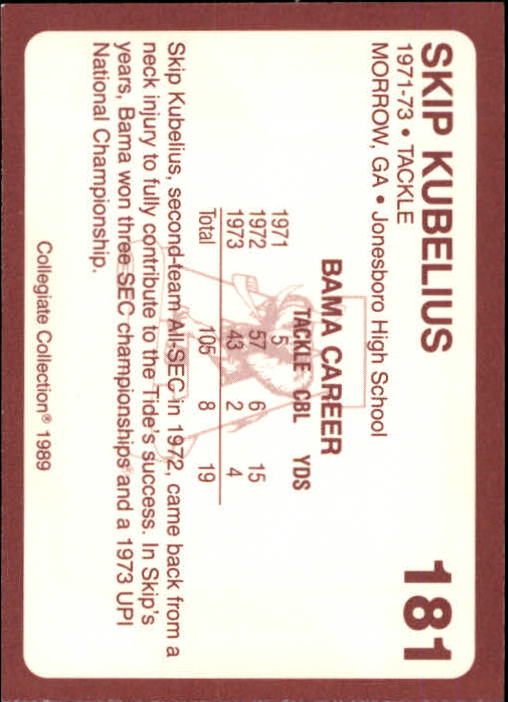 SKIP KUBELIUS 181
1971-73 • TACKLE
MORROW, GA • Jonesboro High School
BAMA CAREER
TACKLE CBL YDS
1971 5
1972 57 6 15
1973 43 2 4
Total 105 8 19
Skip Kubelius, second-team All-SEC in 1972, came back from a
neck injury to fully contribute to the Tide's success. In Skip's
years, Bama won three SEC championships and a 1973 UPI
National Championship.
Collegiate Collection® 1989